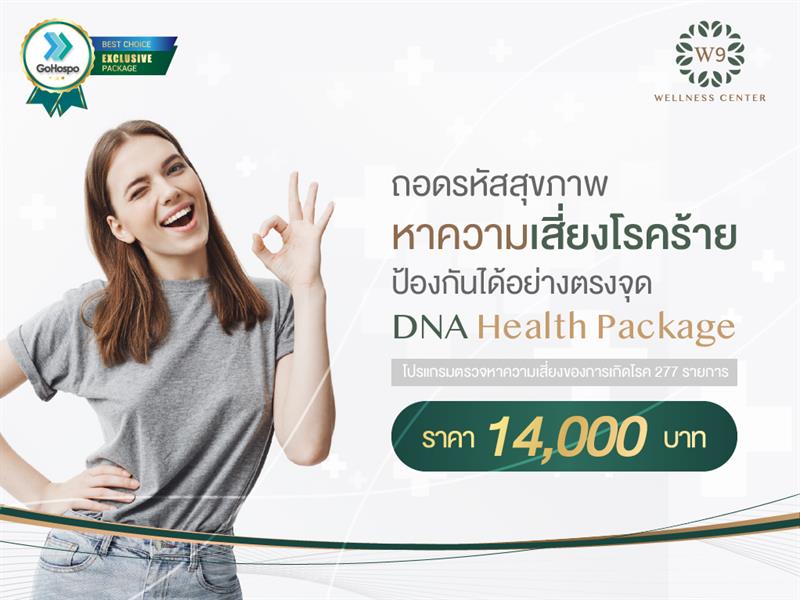 GoHospo
BEST CHOICE
EXCLUSIVE
PACKAGE
W9
WELLNESS CENTER
ถอดรหัสสุขภาพ
หาความเสี่ยงโรคร้าย
ป้องกันได้อย่างตรงจุด
DNA Health Package
โปรแกรมตรวจหาความเสี่ยงของการเกิดโรค 277 รายการ
ราคา 14,000 บาท